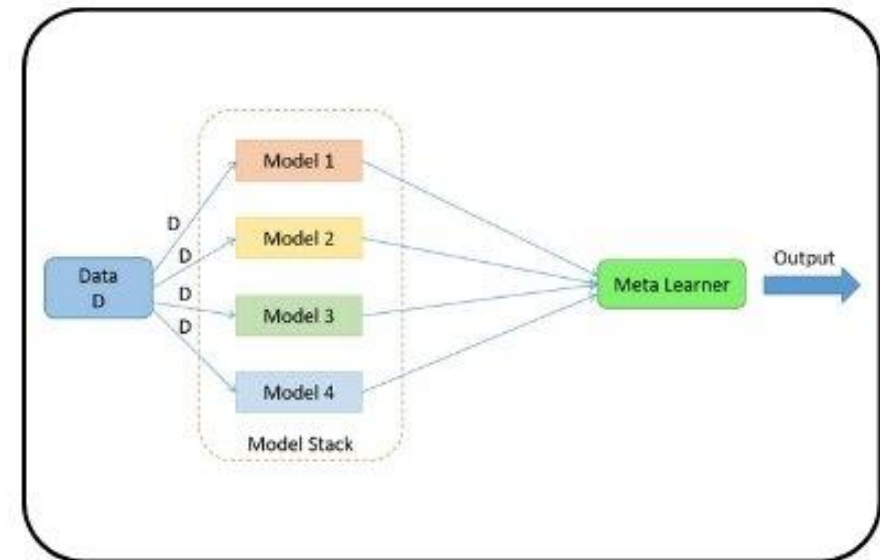 Data
D
D
D
D
D
Model 1
Model 2
Model 3
Model 4
Model Stack
Meta Learner
Output